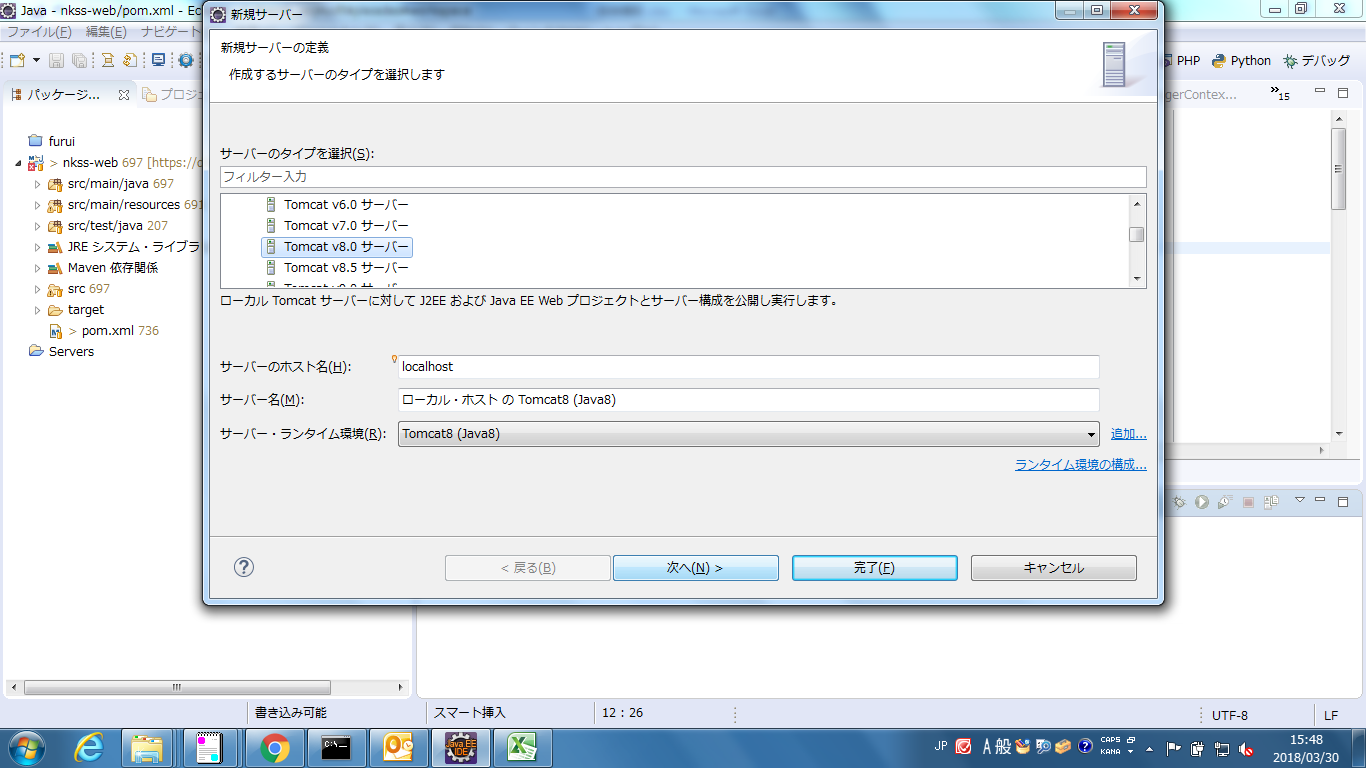 Java - nkss-web/pom.xml - Ec
新規サーバー
ファイル(F) 編集(E) ナビゲート
新規サーバーの定義
作成するサーバーのタイプを選択します
PHP Python デバッグ
パッケージ... プロジェ
gerContex... »15
furui
サーバーのタイプを選択(S):
> nkss-web 697 [https://
フィルター入力
src/main/java 697
src/main/resources 691
src/test/java 207
JRE システム・ライブラ
Maven 依存関係
src 697
target
> pom.xml 736
Servers
Tomcat v6.0 サーバー
Tomcat v7.0 サーバー
Tomcat v8.0 サーバー
Tomcat v8.5 サーバー
ローカル Tomcat サーバーに対して J2EE および Java EE Web プロジェクトとサーバー構成を公開し実行します。
サーバーのホスト名(H): localhost
サーバー名(M): ローカル・ホスト の Tomcat8 (Java8)
サーバー・ランタイム環境(R): Tomcat8 (Java8) 追加...
ランタイム環境の構成...
< 戻る(B) 次へ(N) > 完了(F) キャンセル
書き込み可能 スマート挿入 12 : 26 UTF-8 LF
C:\_
Java EE
IDE
JP A 般 CAPS
KANA
15:48
2018/03/30